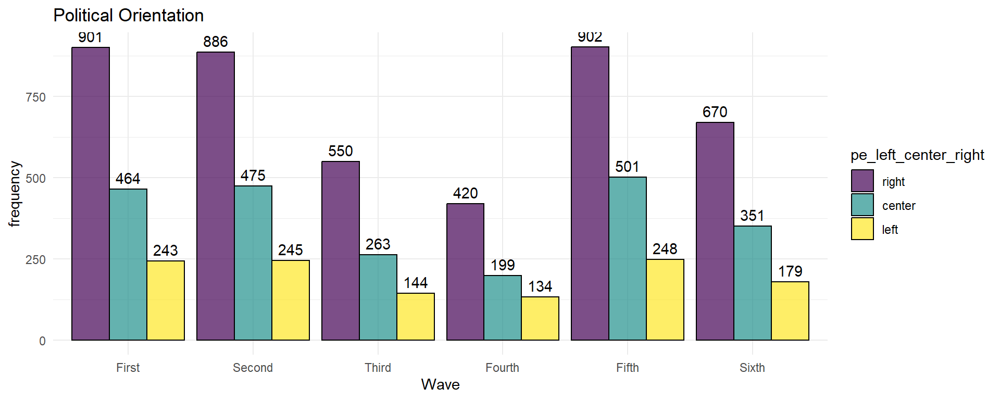 Political Orientation
901
886
902
670
550
464
475
420
501
351
243
245
263
144
199
134
248
179
750
500
250
0
frequency
First
Second
Third
Fourth
Fifth
Sixth
Wave
pe_left_center_right
right
center
left